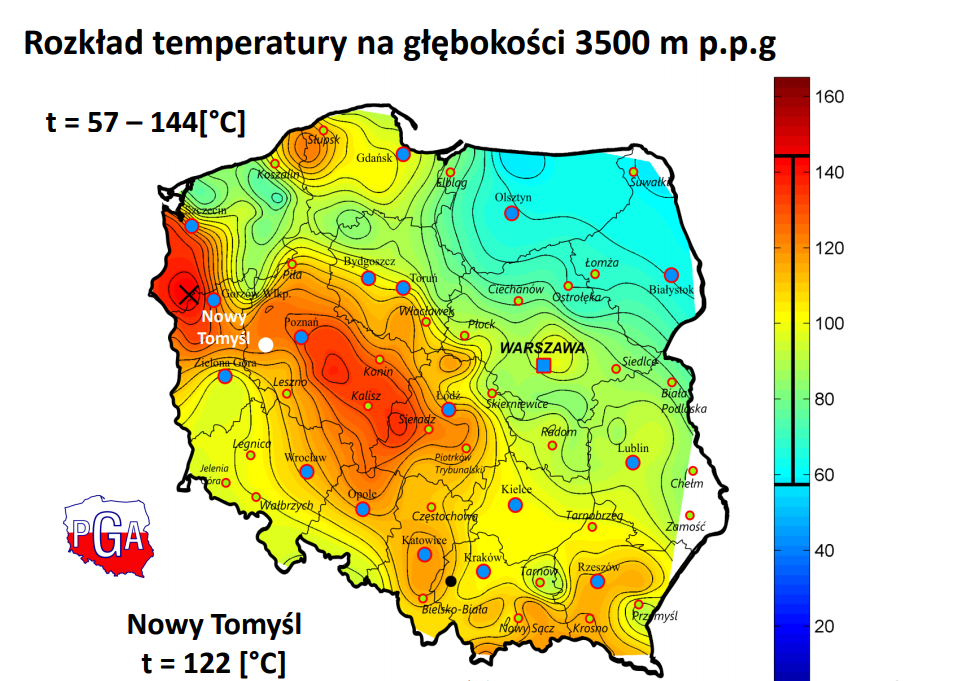 Rozkład temperatury na głębokości 3500 m p.p.g
t = 57 – 144[°C]
160
140
120
100
80
60
40
20
Słupsk
Gdańsk
Koszalin
Elbląg
Suwałki
Olsztyn
Szczecin
Bydgoszcz
Łomża
Piła
Toruń
Ciechanów
Ostrołęka
Białystok
Gorzów Wlkp.
Włocławek
Nowy
Tomyśl
Poznań
Płock
WARSZAWA
Siedlce
Zielona Góra
Konin
Leszno
Kalisz
Łódź
Skierniewice
Biała
Podlaska
Sieradz
Radom
Legnica
Piotrków
Trybunalski
Lublin
Wrocław
Jelenia
Góra
Chełm
Opole
Kielce
Wałbrzych
Częstochowa
Tarnobrzeg
Zamość
PGA
Katowice
Kraków
Tarnów
Rzeszów
Bielsko-Biała
Przemyśl
Nowy Sącz
Krosno
Nowy Tomyśl
t = 122 [°C]